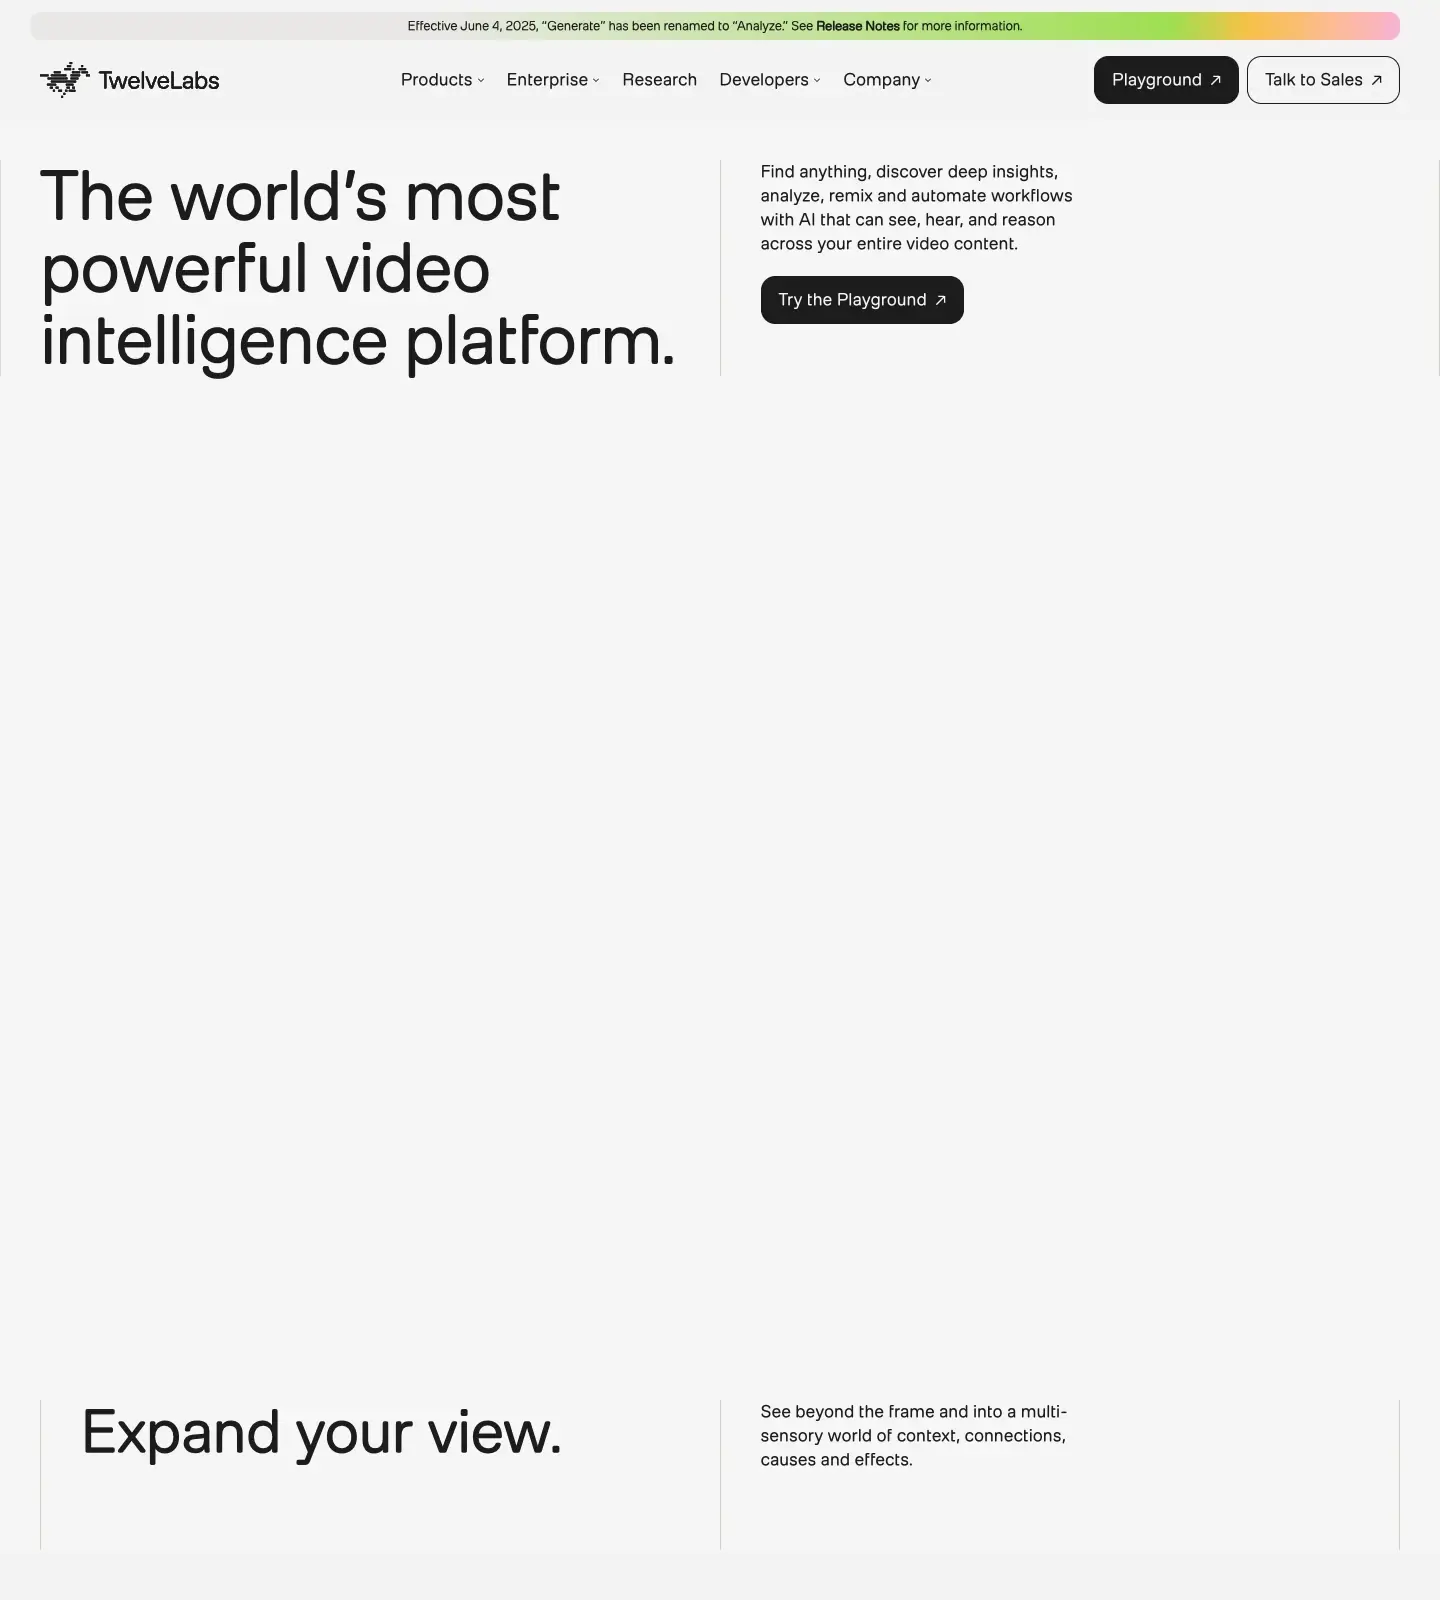 Effective June 4, 2025, “Generate” has been renamed to “Analyze.” See Release Notes for more information.
TwelveLabs
Products
Enterprise
Research
Developers
Company
Playground
Talk to Sales
The world’s most
powerful video
intelligence platform.
Find anything, discover deep insights,
analyze, remix and automate workflows
with AI that can see, hear, and reason
across your entire video content.
Try the Playground
Expand your view.
See beyond the frame and into a multi-
sensory world of context, connections,
causes and effects.